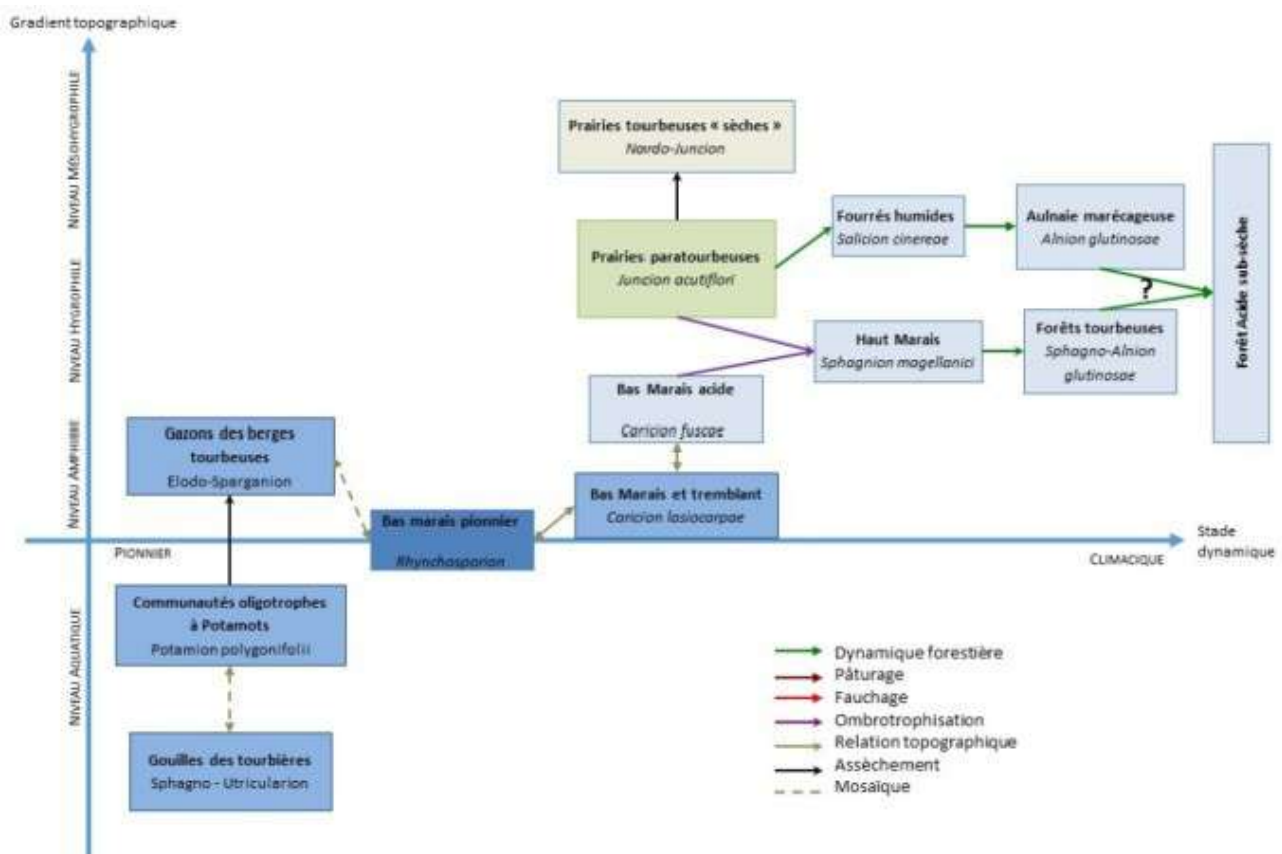 Gradient topographique
NIVEAU MÉSOHYGROPHILE
NIVEAU HYGROPHILE
NIVEAU AMPHIBIE
NIVEAU AQUATIQUE
Prairies tourbeuses « sèches »
Nardo-Juncion
Prairies paratourbeuses
Juncion acutiflori
Fourrés humides
Salicion cinereae
Aulnaie marécageuse
Alnion glutinosae
?
Forêt Acide sub-sèche
Haut Marais
Sphagnion magellanici
Forêts tourbeuses
Sphagno-Alnion
glutinosae
Bas Marais acide
Caricion fuscae
Gazons des berges
tourbeuses
Elodo-Sparganion
Bas marais pionnier
Rhynchosporion
Bas Marais et tremblant
Caricion lasiocarpae
PIONNIER
CLIMACIQUE
Stade
dynamique
Communautés oligotrophes
à Potamots
Potamion polygonifolii
Gouilles des tourbières
Sphagno - Utricularion
Dynamique forestière
Pâturage
Fauchage
Ombrotrophisation
Relation topographique
Assèchement
Mosaïque